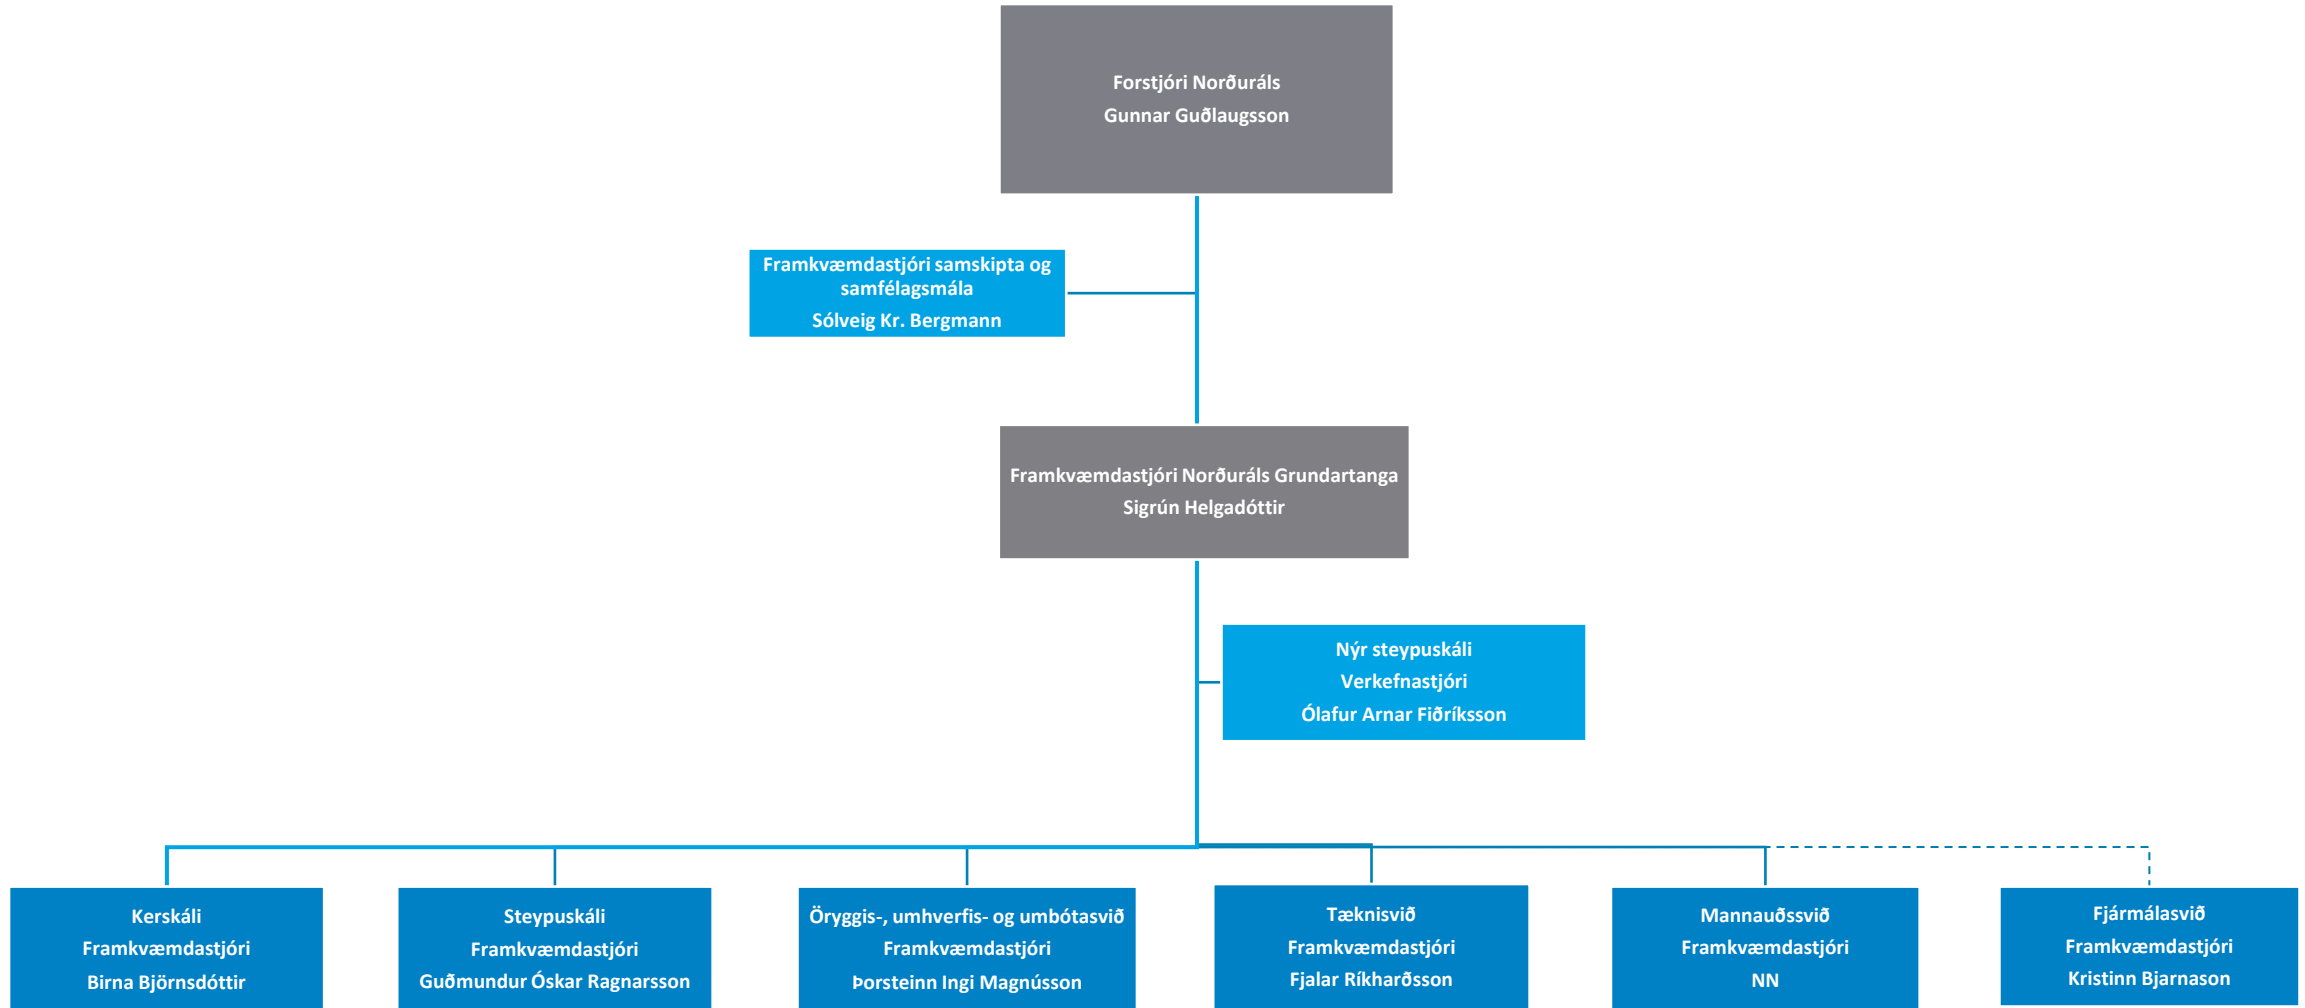 Forstjóri Norðuráls
Gunnar Guðlaugsson
Framkvæmdastjóri samskipta og
samfélagsmála
Sólveig Kr. Bergmann
Framkvæmdastjóri Norðuráls Grundartanga
Sigrún Helgadóttir
Nýr steypuskáli
Verkefnastjóri
Ólafur Arnar Fiðríksson
Kerskáli
Framkvæmdastjóri
Birna Björnsdóttir
Steypuskáli
Framkvæmdastjóri
Guðmundur Óskar Ragnarsson
Öryggis-, umhverfis- og umbótasvið
Framkvæmdastjóri
Þorsteinn Ingi Magnússon
Tæknisvið
Framkvæmdastjóri
Fjalar Ríkharðsson
Mannauðssvið
Framkvæmdastjóri
NN
Fjármálasvið
Framkvæmdastjóri
Kristinn Bjarnason